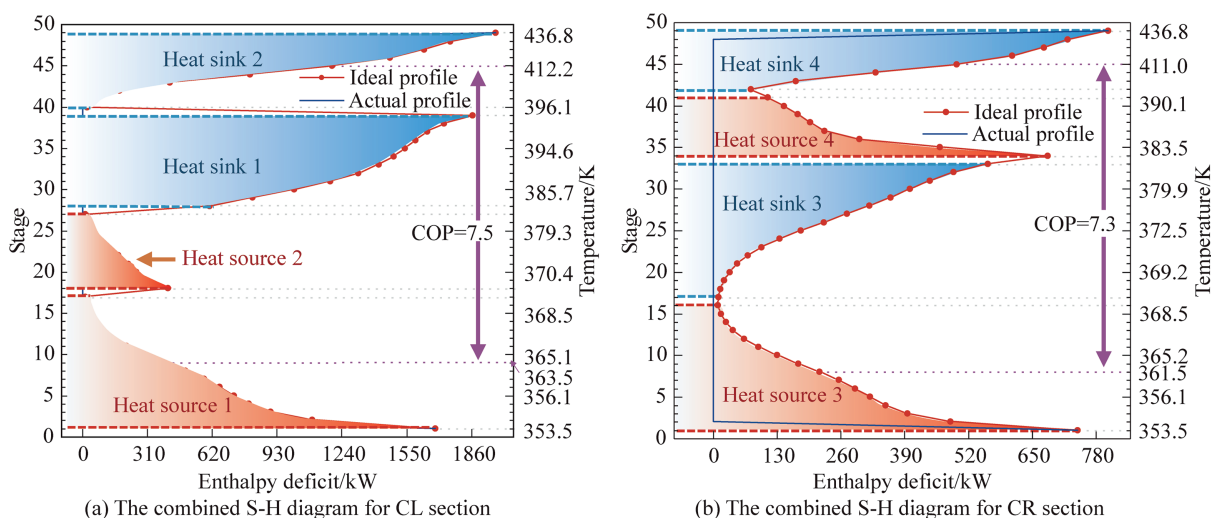 50
45
40
35
30
25
20
15
10
5
0
Stage
Heat sink 2
Ideal profile
Actual profile
Heat sink 1
Heat source 2
Heat source 1
COP=7.5
436.8
412.2
396.1
394.6
385.7
379.3
370.4
368.5
365.1
363.5
356.1
353.5
Temperature/K
0 310 620 930 1240 1550 1860
Enthalpy deficit/kW
(a) The combined S-H diagram for CL section
50
45
40
35
30
25
20
15
10
5
0
Stage
Heat sink 4
Ideal profile
Actual profile
Heat source 4
Heat sink 3
Heat source 3
COP=7.3
436.8
411.0
390.1
383.5
379.9
372.5
369.2
368.5
365.2
361.5
356.1
353.5
Temperature/K
0 130 260 390 520 650 780
Enthalpy deficit/kW
(b) The combined S-H diagram for CR section